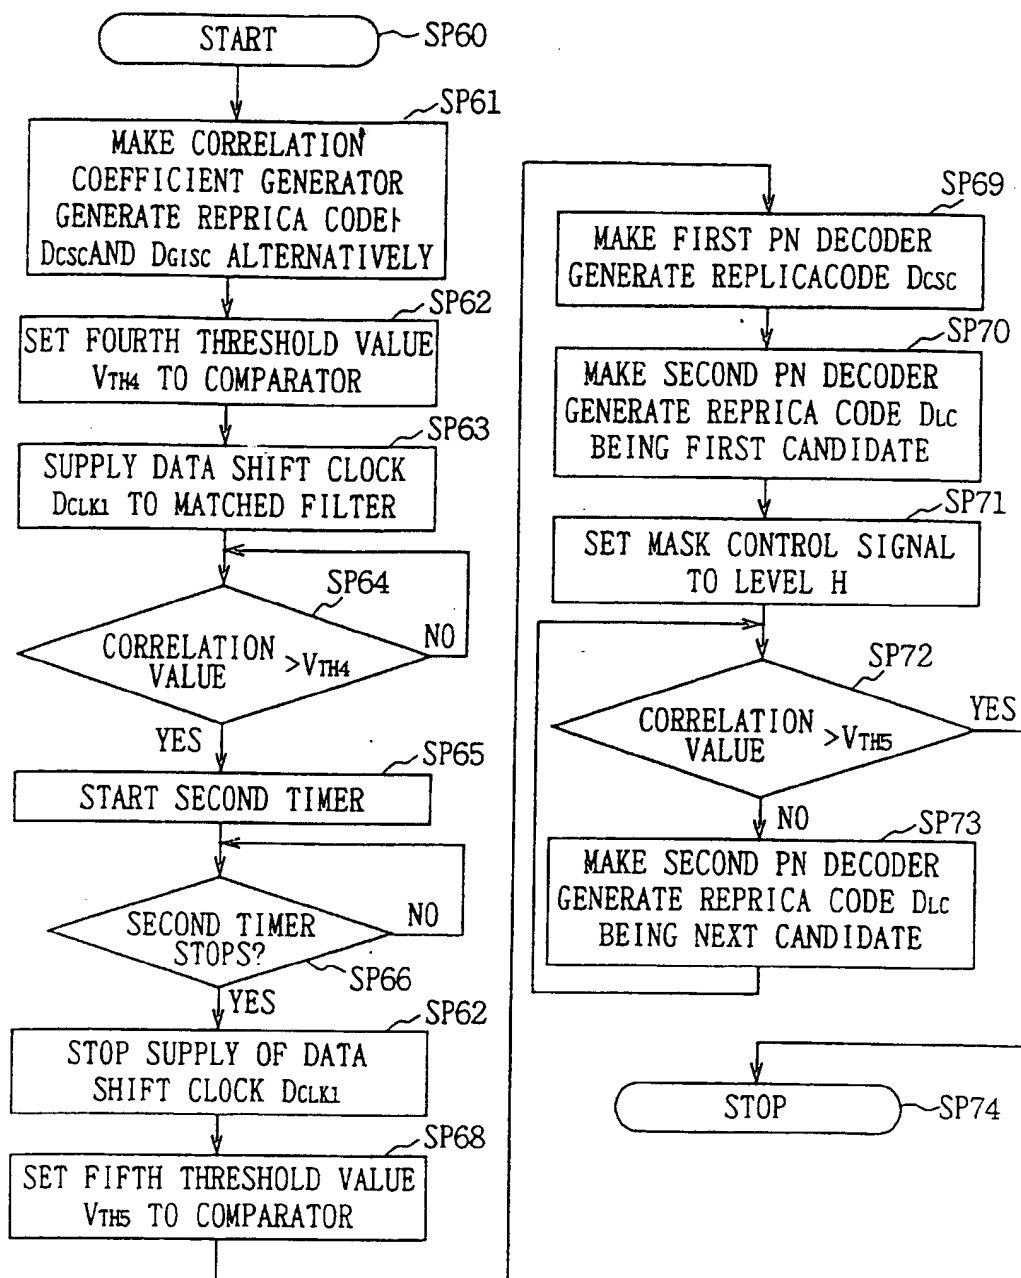 START
SP60
SP61
MAKE CORRELATION
COEFFICIENT GENERATOR
GENERATE REPRICA CODE
DCSCAND DGISC ALTERNATIVELY
SP62
SET FOURTH THRESHOLD VALUE
VTH4 TO COMPARATOR
SP63
SUPPLY DATA SHIFT CLOCK
DCLK1 TO MATCHED FILTER
SP64
CORRELATION
VALUE >VTH4
NO
YES
SP65
START SECOND TIMER
SECOND TIMER
STOPS?
NO
SP66
YES
SP62
STOP SUPPLY OF DATA
SHIFT CLOCK DCLK1
SP68
SET FIFTH THRESHOLD VALUE
VTH5 TO COMPARATOR
SP69
MAKE FIRST PN DECODER
GENERATE REPLICACODE DCSC
SP70
MAKE SECOND PN DECODER
GENERATE REPRICA CODE DLC
BEING FIRST CANDIDATE
SP71
SET MASK CONTROL SIGNAL
TO LEVEL H
SP72
CORRELATION
VALUE >VTH5
YES
NO
SP73
MAKE SECOND PN DECODER
GENERATE REPRICA CODE DLC
BEING NEXT CANDIDATE
STOP
SP74